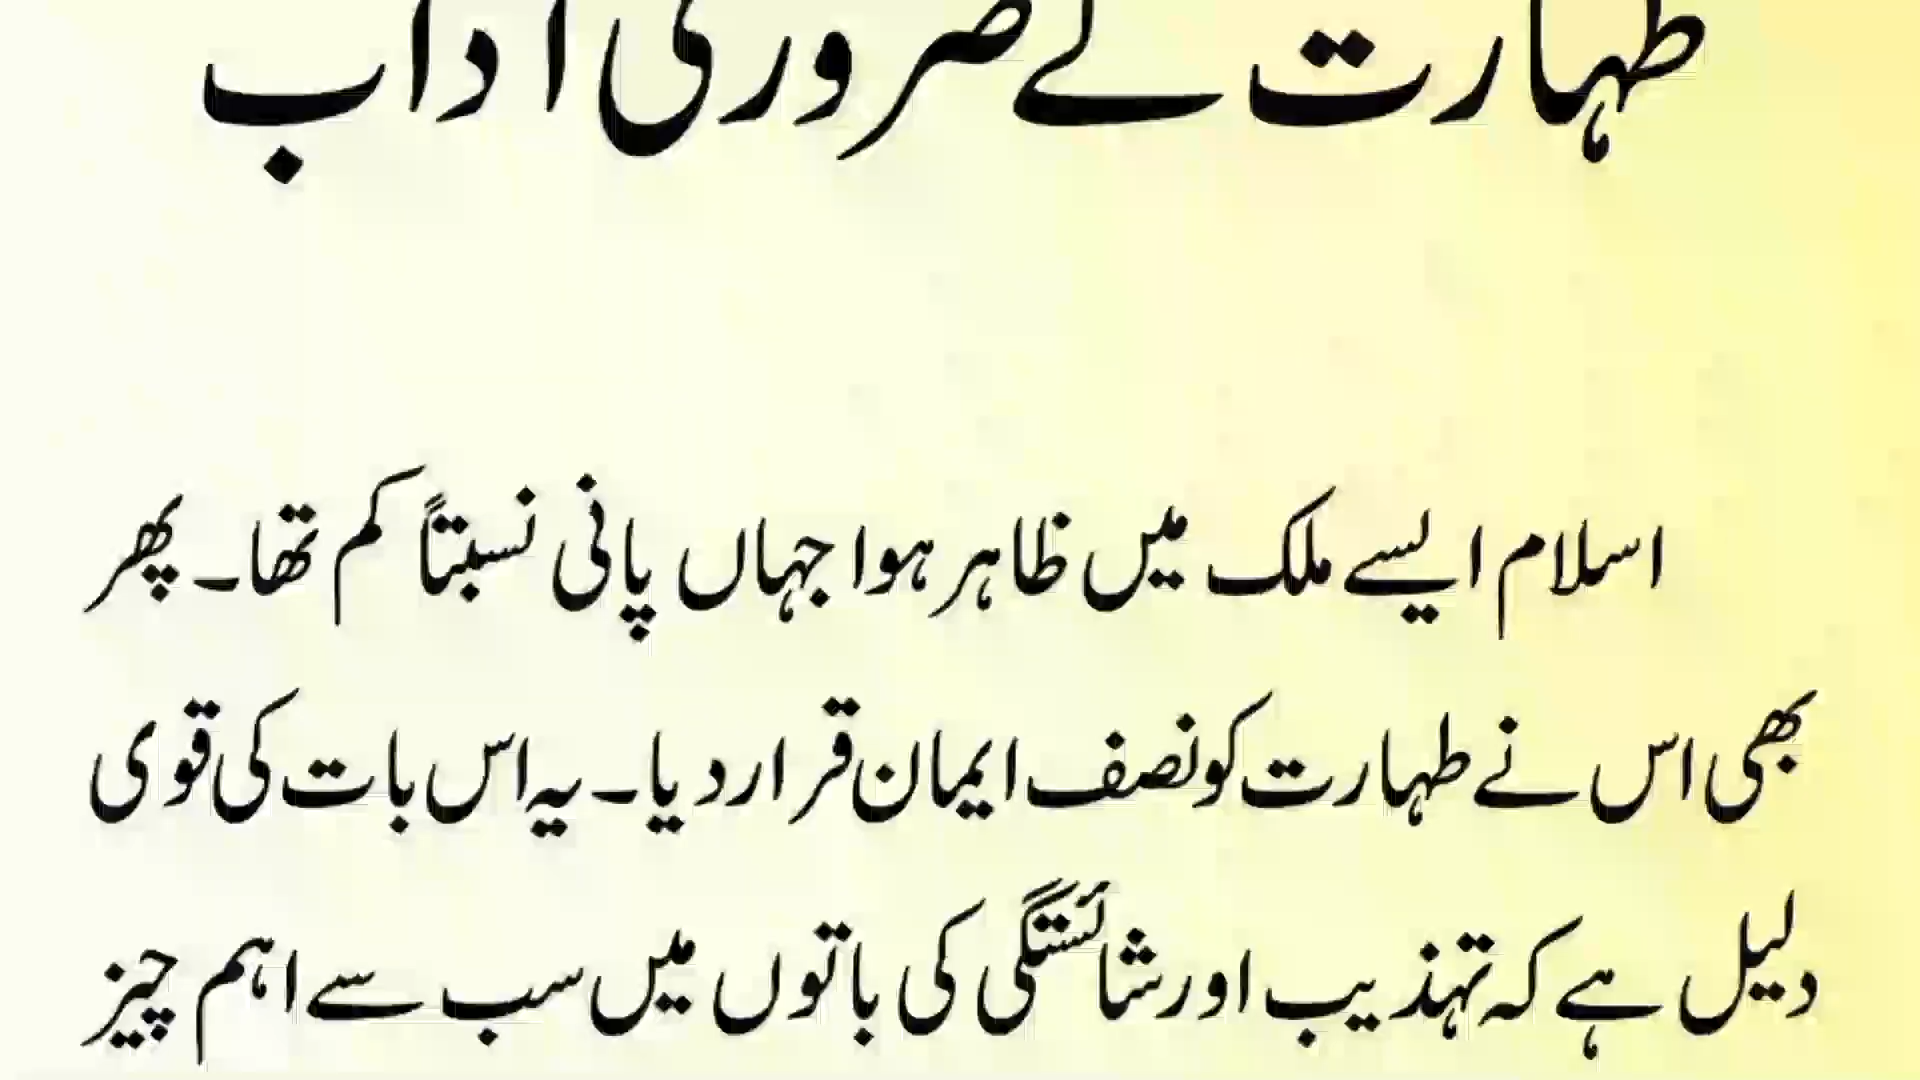 طہارت کے ضروری آداب
اسلام ایسے ملک میں ظاہر ہوا جہاں پانی نسبتاً کم تھا۔ پھر
بھی اس نے طہارت کو نصف ایمان قرار دیا۔ یہ اس بات کی قوی
دلیل ہے کہ تہذیب اور شائستگی کی باتوں میں سب سے اہم چیز